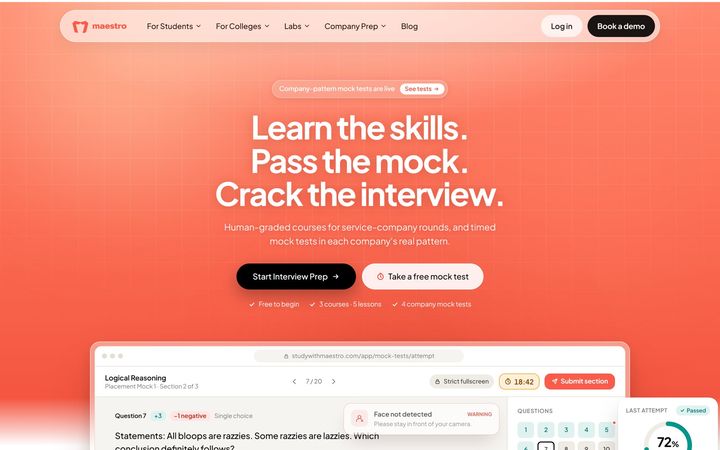 maestro
For Students
For Colleges
Labs
Company Prep
Blog
Log in
Book a demo
Company-pattern mock tests are live
See tests →
Learn the skills.
Pass the mock.
Crack the interview.
Human-graded courses for service-company rounds, and timed
mock tests in each company's real pattern.
Start Interview Prep →
Take a free mock test
Free to begin
3 courses · 5 lessons
4 company mock tests
studywithmaestro.com/app/mock-tests/attempt
Logical Reasoning
Placement Mock 1 · Section 2 of 3
7 / 20
Strict fullscreen
18:42
Submit section
Question 7
+3
−1 negative
Single choice
Face not detected
WARNING
Please stay in front of your camera.
Statements: All bloops are razzies. Some razzies are lazzies. Which
conclusion definitely follows?
QUESTIONS
1 2 3 4 5
6 7 8 9 10
LAST ATTEMPT
Passed
72%